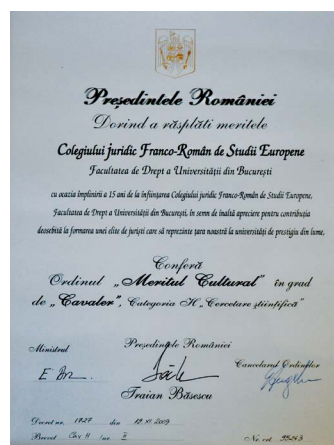 Președintele României
Dorind a răsplăti meritele
Colegiului juridic Franco-Român de Studii Europene
Facultatea de Drept a Universității din București
cu ocazia împlinirii a 15 ani de la înființarea Colegiului juridic Franco-Român de Studii Europene,
Facultatea de Drept a Universității din București, în semn de înaltă apreciere pentru contribuția
deosebită la formarea unei elite de juriști care să reprezinte țara noastră la universități de prestigiu din lume,
Conferă
Ordinul „Meritul Cultural" în grad
de „Cavaler", Categoria H „Cercetare științifică"
Ministrul
Președintele României
Cancelarul Ordinelor
Traian Băsescu
Decret nr. 1727 din 19.XI.2009
Brevet Cav H
Nr. crt.